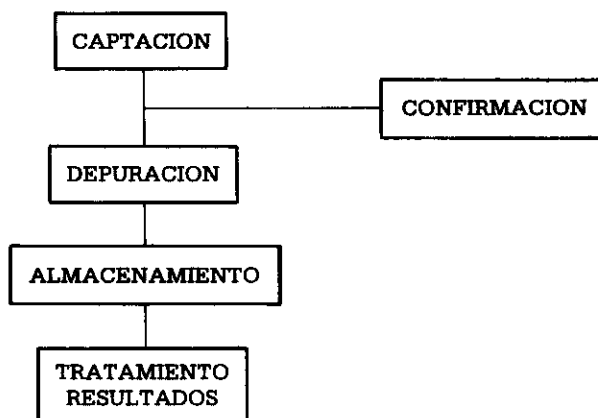 CAPTACION
CONFIRMACION
DEPURACION
ALMACENAMIENTO
TRATAMIENTO
RESULTADOS